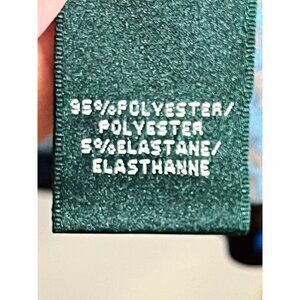 95%POLYESTER/
POLYESTER
5%ELASTANE/
ELASTHANNE